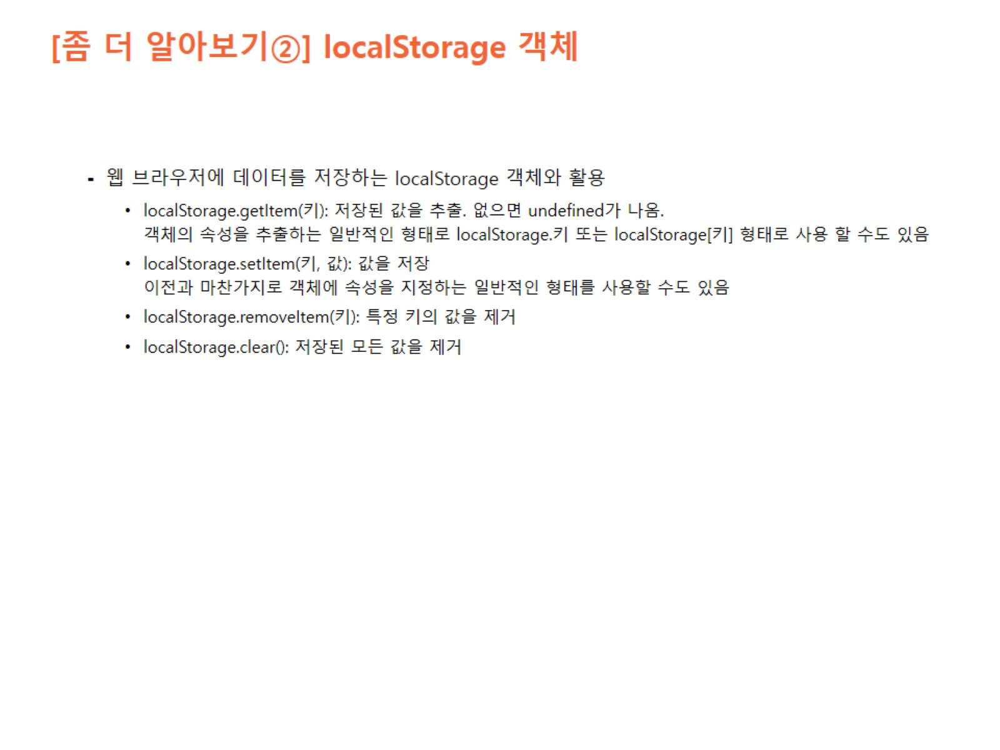 [좀 더 알아보기②] localStorage 객체
- 웹 브라우저에 데이터를 저장하는 localStorage 객체와 활용
• localStorage.getItem(키): 저장된 값을 추출. 없으면 undefined가 나옴.
객체의 속성을 추출하는 일반적인 형태로 localStorage.키 또는 localStorage[키] 형태로 사용 할 수도 있음
• localStorage.setItem(키, 값): 값을 저장
이전과 마찬가지로 객체에 속성을 지정하는 일반적인 형태를 사용할 수도 있음
• localStorage.removeItem(키): 특정 키의 값을 제거
• localStorage.clear(): 저장된 모든 값을 제거